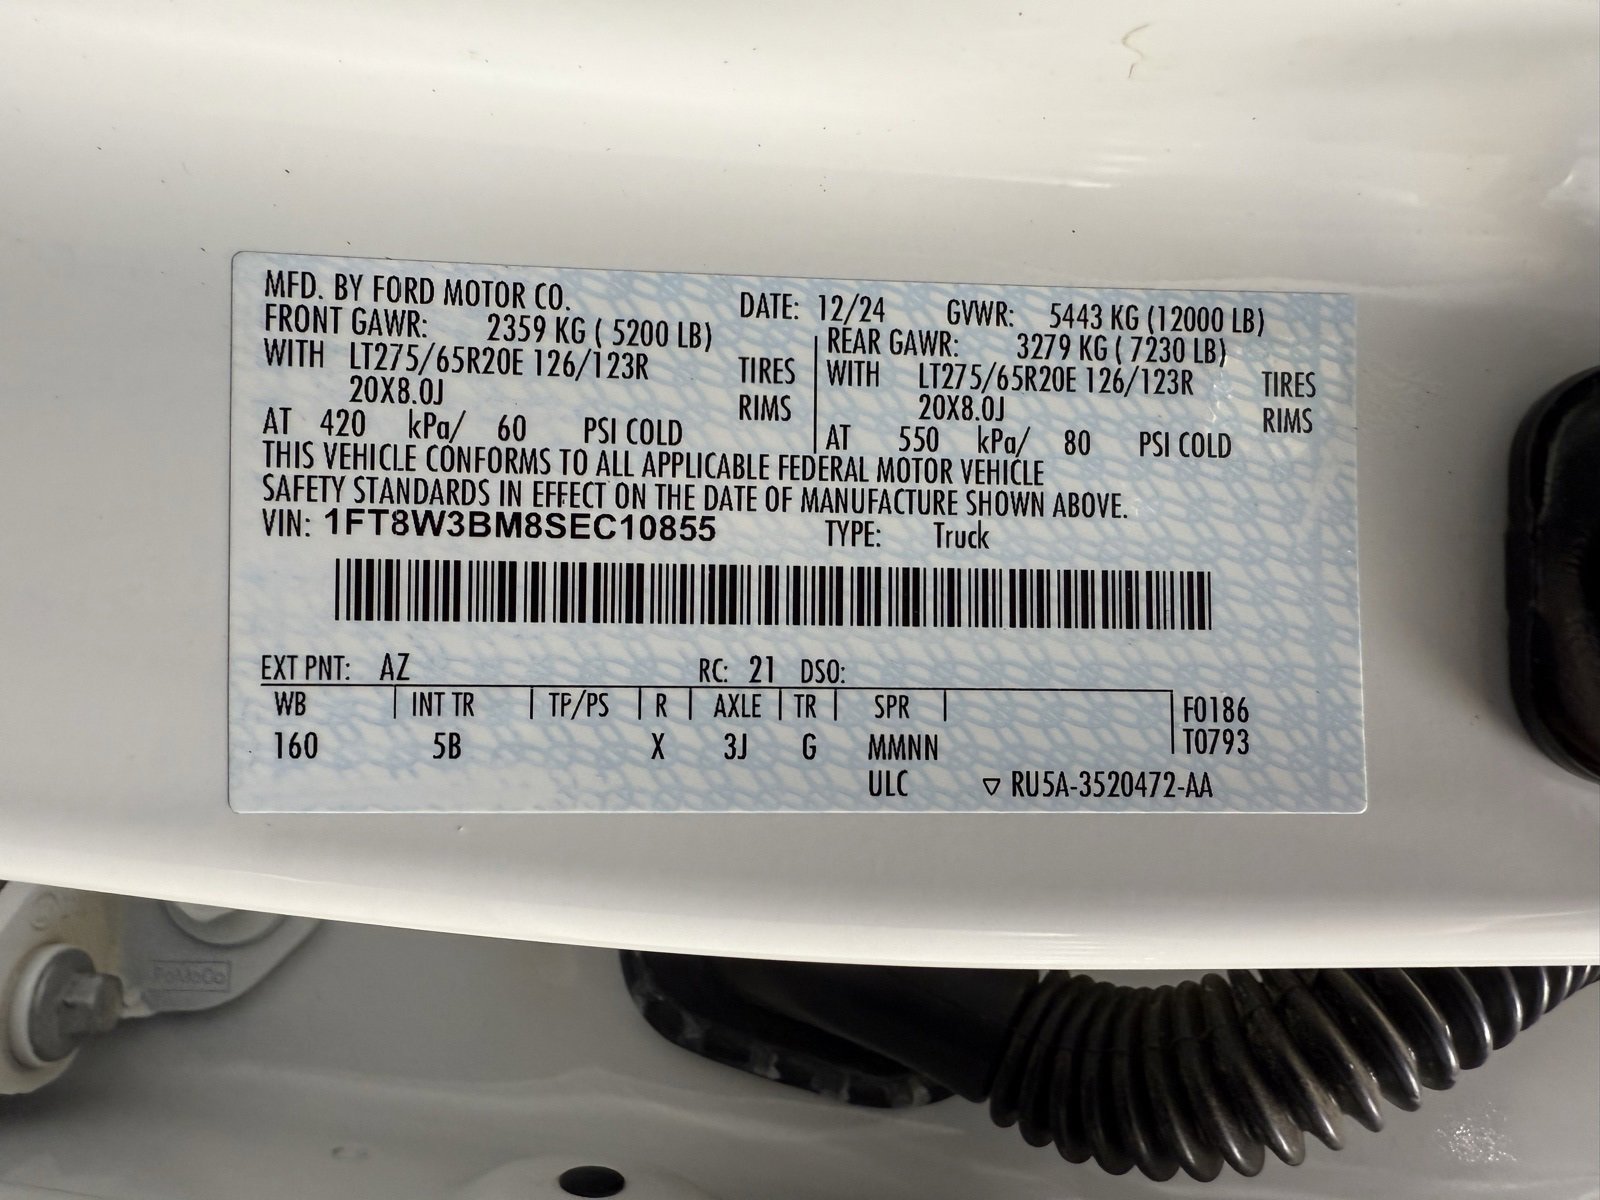 MFD. BY FORD MOTOR CO. DATE: 12/24 GVWR: 5443 KG (12000 LB)
FRONT GAWR: 2359 KG ( 5200 LB) REAR GAWR: 3279 KG ( 7230 LB)
WITH LT275/65R20E 126/123R TIRES WITH LT275/65R20E 126/123R TIRES
20X8.0J RIMS 20X8.0J RIMS
AT 420 kPa/ 60 PSI COLD AT 550 kPa/ 80 PSI COLD
THIS VEHICLE CONFORMS TO ALL APPLICABLE FEDERAL MOTOR VEHICLE
SAFETY STANDARDS IN EFFECT ON THE DATE OF MANUFACTURE SHOWN ABOVE.
VIN: 1FT8W3BM8SEC10855 TYPE: Truck
EXT PNT: AZ RC: 21 DSO:
WB INT TR TP/PS R AXLE TR SPR F0186
160 5B X 3J G MMNN T0793
ULC ▽ RU5A-3520472-AA
FoMoCo